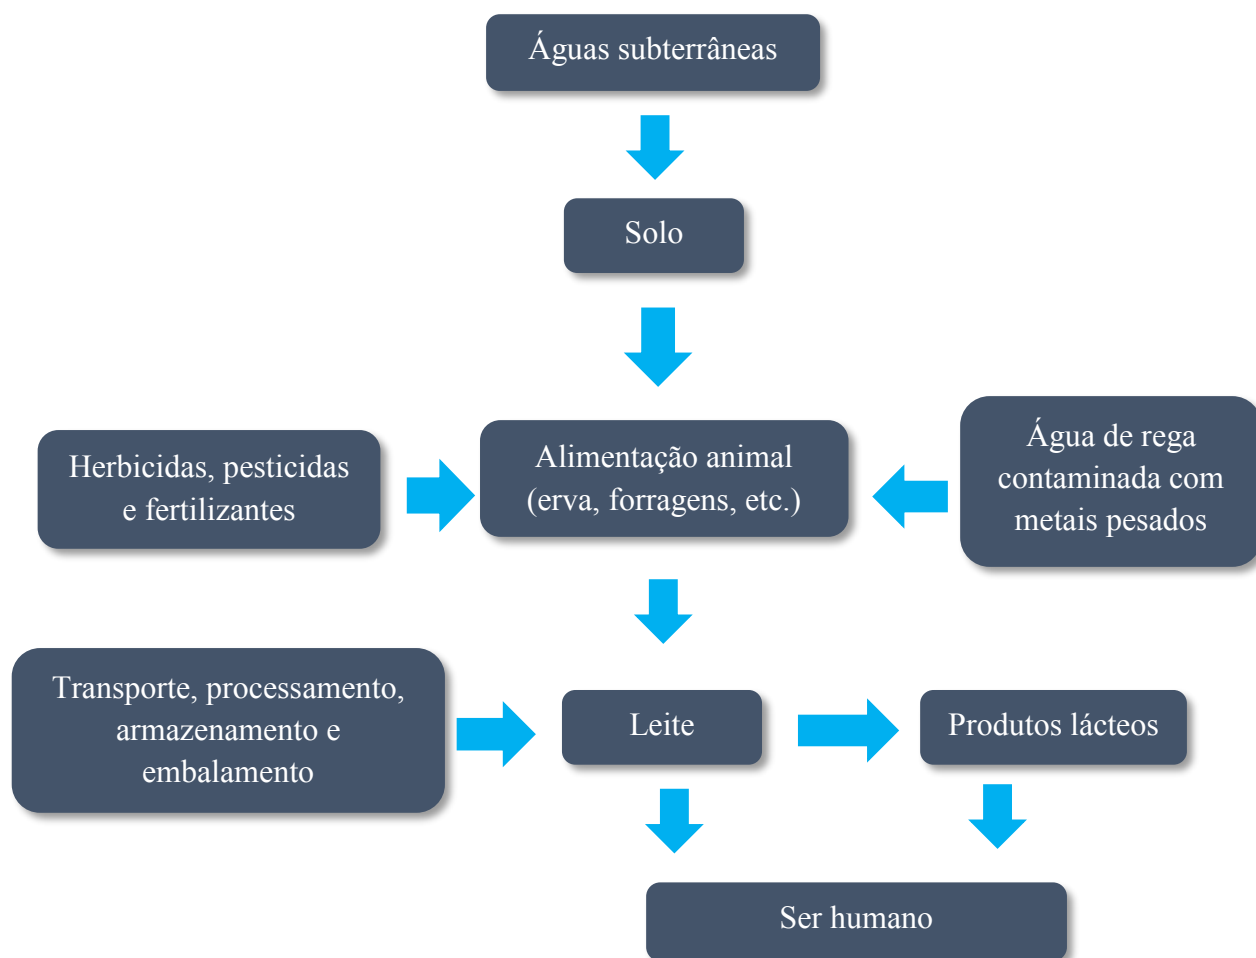 Águas subterrâneas
Solo
Herbicidas, pesticidas
e fertilizantes
Alimentação animal
(erva, forragens, etc.)
Água de rega
contaminada com
metais pesados
Transporte, processamento,
armazenamento e
embalamento
Leite
Produtos lácteos
Ser humano